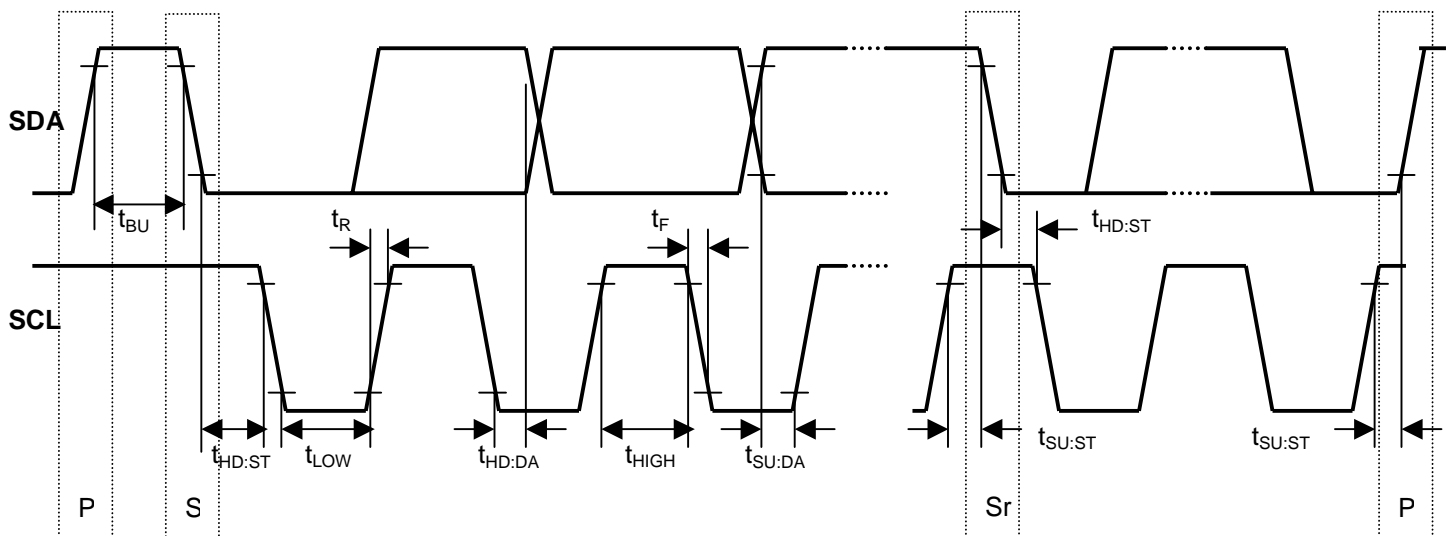 SDA
t_BU
t_R
t_F
t_HD:ST
SCL
t_HD:ST
t_LOW
t_HD:DA
t_HIGH
t_SU:DA
t_SU:ST
t_SU:ST
P
S
Sr
P